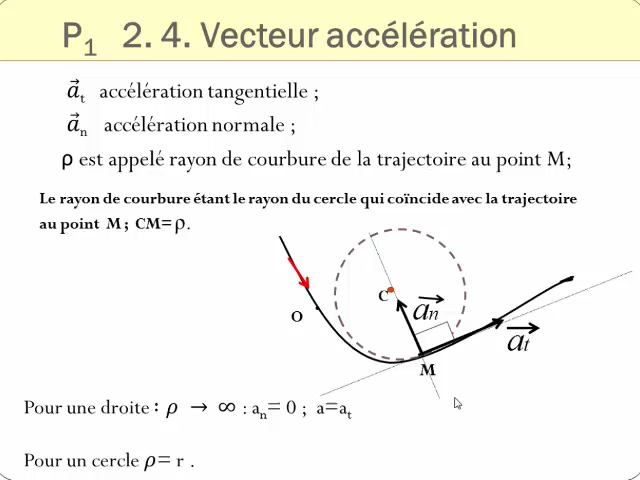 P₁ 2. 4. Vecteur accélération
a⃗ₜ accélération tangentielle ;
a⃗ₙ accélération normale ;
ρ est appelé rayon de courbure de la trajectoire au point M;
Le rayon de courbure étant le rayon du cercle qui coïncide avec la trajectoire
au point M ; CM=ρ.
C
a⃗n
O
a⃗t
M
Pour une droite : ρ → ∞ : aₙ= 0 ; a=aₜ
Pour un cercle ρ= r .